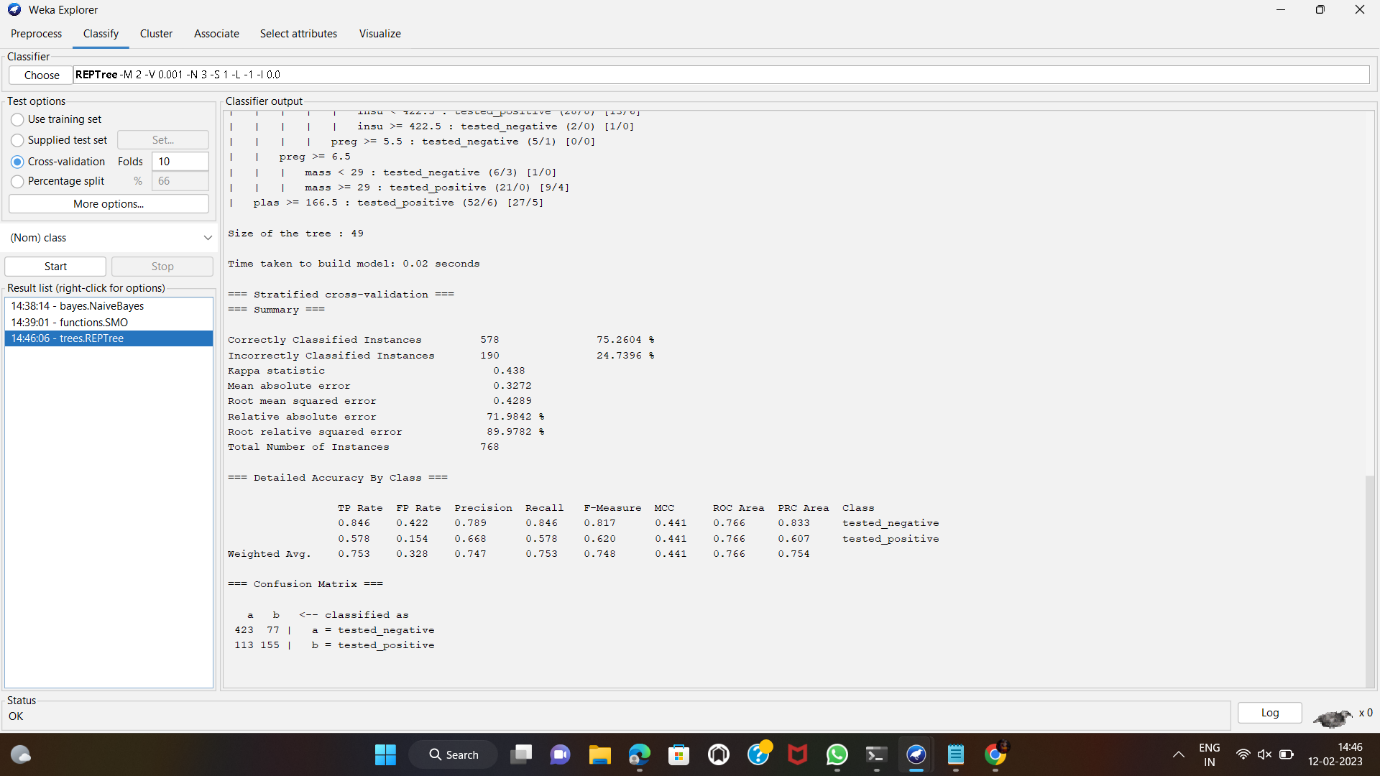 Weka Explorer
Preprocess Classify Cluster Associate Select attributes Visualize
Classifier
Choose REPTree -M 2 -V 0.001 -N 3 -S 1 -L -1 -I 0.0
Test options
Use training set
Supplied test set Set...
Cross-validation Folds 10
Percentage split % 66
More options...
(Nom) class
Start Stop
Result list (right-click for options)
14:38:14 - bayes.NaiveBayes
14:39:01 - functions.SMO
14:46:06 - trees.REPTree
Classifier output
| | | | | insu < 422.5 : tested_positive
| | | | | insu >= 422.5 : tested_negative (2/0) [1/0]
| | | | preg >= 5.5 : tested_negative (5/1) [0/0]
| | preg >= 6.5
| | | mass < 29 : tested_negative (6/3) [1/0]
| | | mass >= 29 : tested_positive (21/0) [9/4]
| plas >= 166.5 : tested_positive (52/6) [27/5]
Size of the tree : 49
Time taken to build model: 0.02 seconds
=== Stratified cross-validation ===
=== Summary ===
Correctly Classified Instances 578 75.2604 %
Incorrectly Classified Instances 190 24.7396 %
Kappa statistic 0.438
Mean absolute error 0.3272
Root mean squared error 0.4289
Relative absolute error 71.9842 %
Root relative squared error 89.9782 %
Total Number of Instances 768
=== Detailed Accuracy By Class ===
TP Rate FP Rate Precision Recall F-Measure MCC ROC Area PRC Area Class
0.846 0.422 0.789 0.846 0.817 0.441 0.766 0.833 tested_negative
0.578 0.154 0.668 0.578 0.620 0.441 0.766 0.607 tested_positive
Weighted Avg. 0.753 0.328 0.747 0.753 0.748 0.441 0.766 0.754
=== Confusion Matrix ===
a b <-- classified as
423 77 | a = tested_negative
113 155 | b = tested_positive
Status
OK
Log
x 0
Search
ENG
IN
14:46
12-02-2023